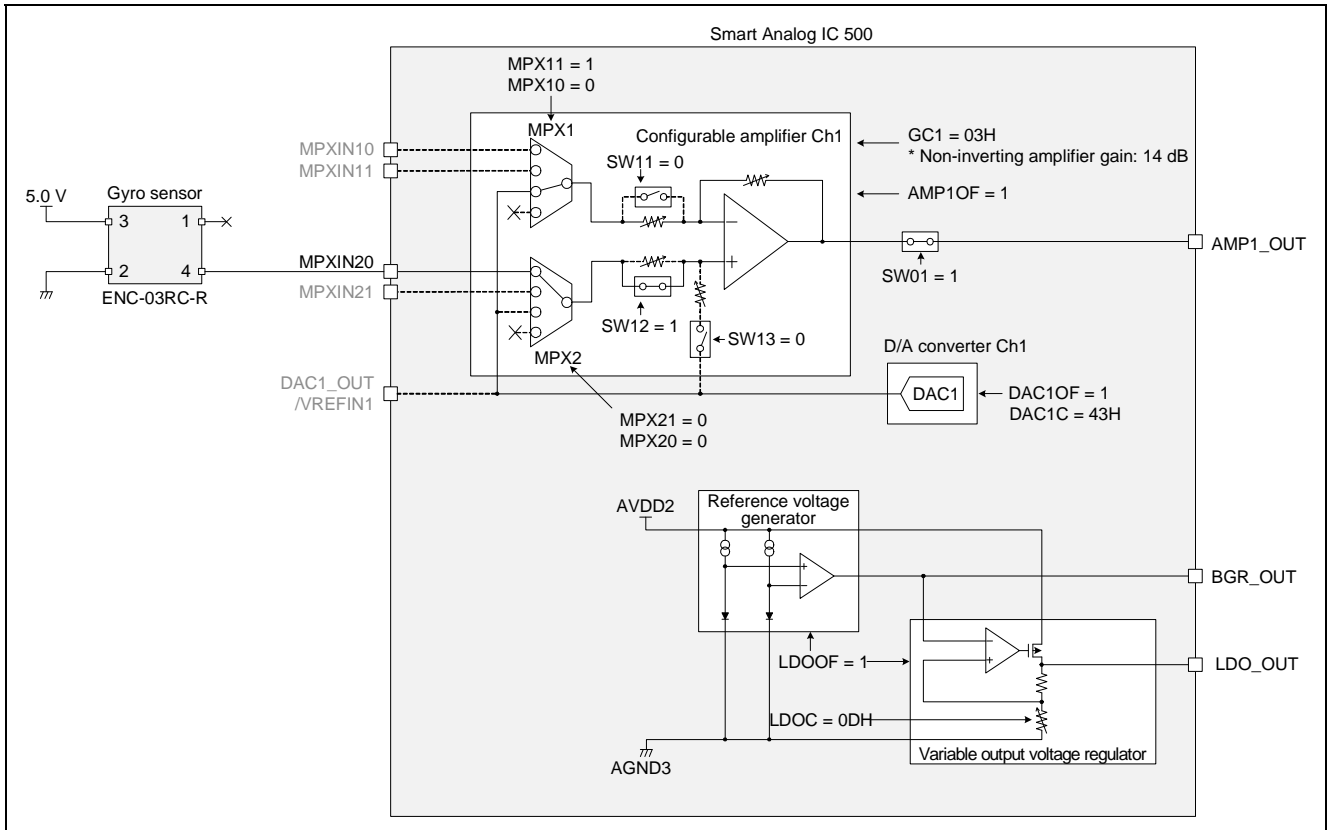 Smart Analog IC 500
MPX11 = 1
MPX10 = 0
MPX1
Configurable amplifier Ch1
GC1 = 03H
* Non-inverting amplifier gain: 14 dB
MPXIN10
MPXIN11
SW11 = 0
AMP1OF = 1
5.0 V
Gyro sensor
3
1
2
4
ENC-03RC-R
MPXIN20
MPXIN21
−
+
AMP1_OUT
SW01 = 1
SW12 = 1
SW13 = 0
MPX2
D/A converter Ch1
DAC1_OUT
/VREFIN1
DAC1
DAC1OF = 1
DAC1C = 43H
MPX21 = 0
MPX20 = 0
AVDD2
Reference voltage
generator
+
−
BGR_OUT
LDOOF = 1
−
+
LDO_OUT
LDOC = 0DH
AGND3
Variable output voltage regulator